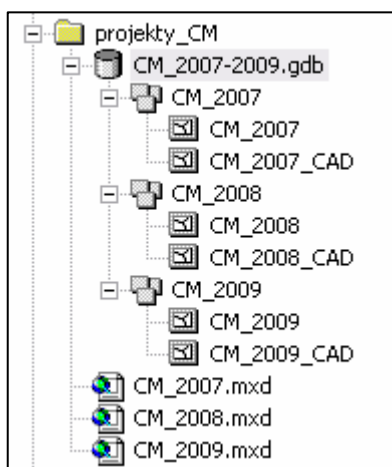 projekty_CM
CM_2007-2009.gdb
CM_2007
CM_2007
CM_2007_CAD
CM_2008
CM_2008
CM_2008_CAD
CM_2009
CM_2009
CM_2009_CAD
CM_2007.mxd
CM_2008.mxd
CM_2009.mxd